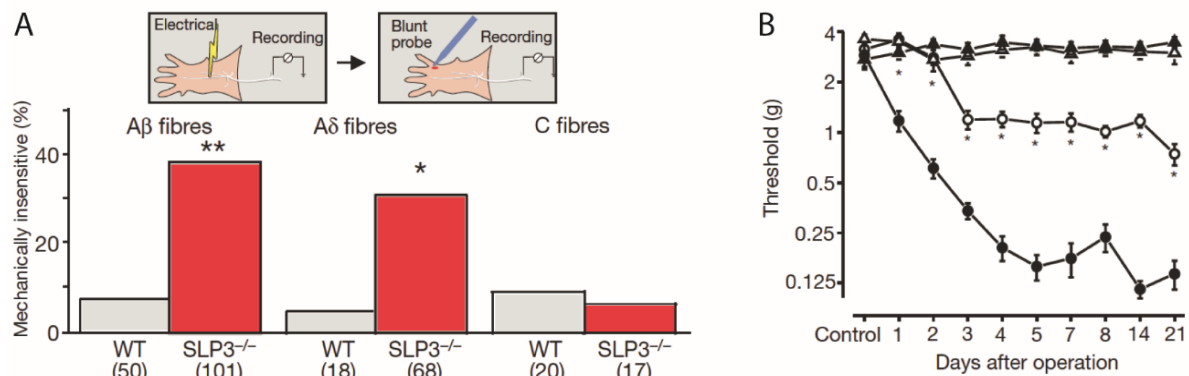 A
Electrical
Recording
Blunt
probe
Recording
Aβ fibres
Aδ fibres
C fibres
Mechanically insensitive (%)
40
20
0
**
*
WT
(50)
SLP3–/–
(101)
WT
(18)
SLP3–/–
(68)
WT
(20)
SLP3–/–
(17)
B
Threshold (g)
4
2
1
0.5
0.25
0.125
*
*
*
*
*
*
*
*
*
Control
1
2
3
4
5
7
8
14
21
Days after operation